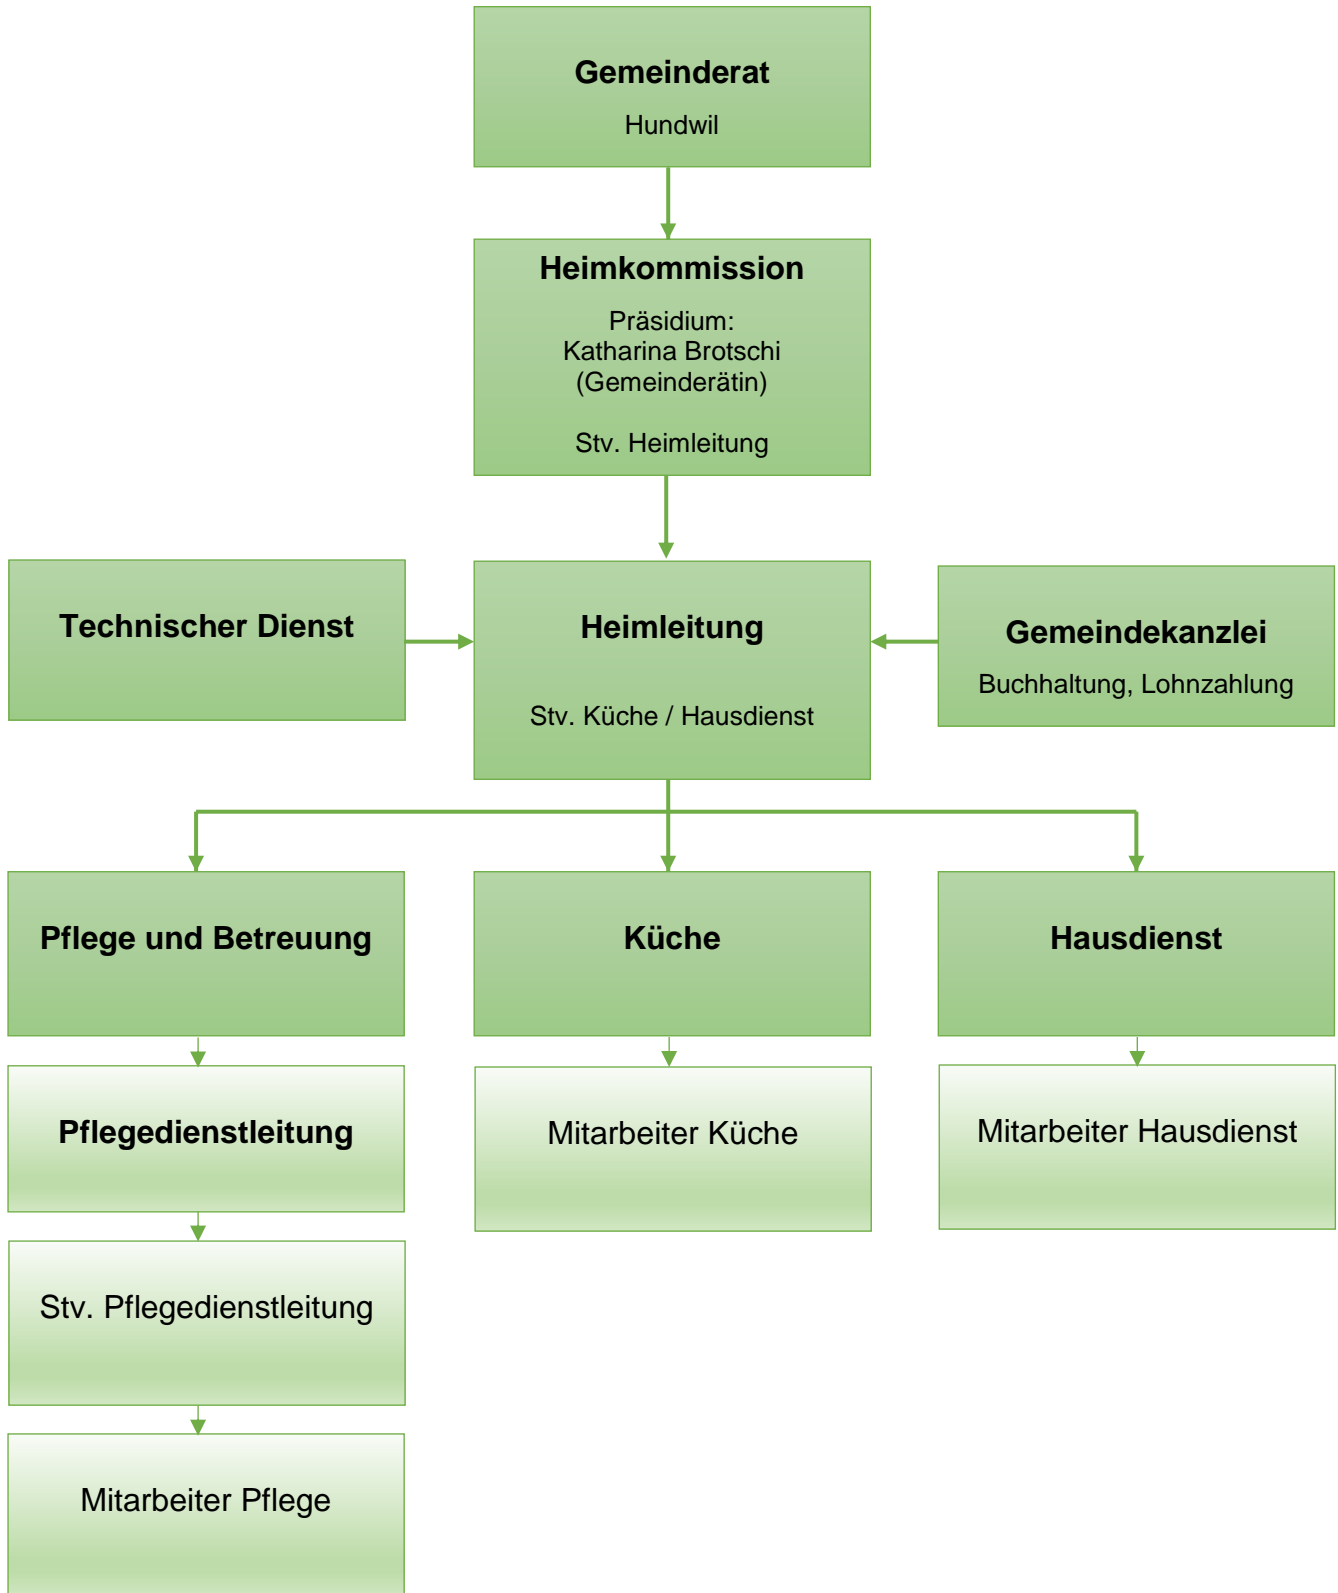 Gemeinderat
Hundwil
Heimkommission
Präsidium:
Katharina Brotschi
(Gemeinderätin)
Stv. Heimleitung
Technischer Dienst
Heimleitung
Stv. Küche / Hausdienst
Gemeindekanzlei
Buchhaltung, Lohnzahlung
Pflege und Betreuung
Küche
Hausdienst
Pflegedienstleitung
Mitarbeiter Küche
Mitarbeiter Hausdienst
Stv. Pflegedienstleitung
Mitarbeiter Pflege